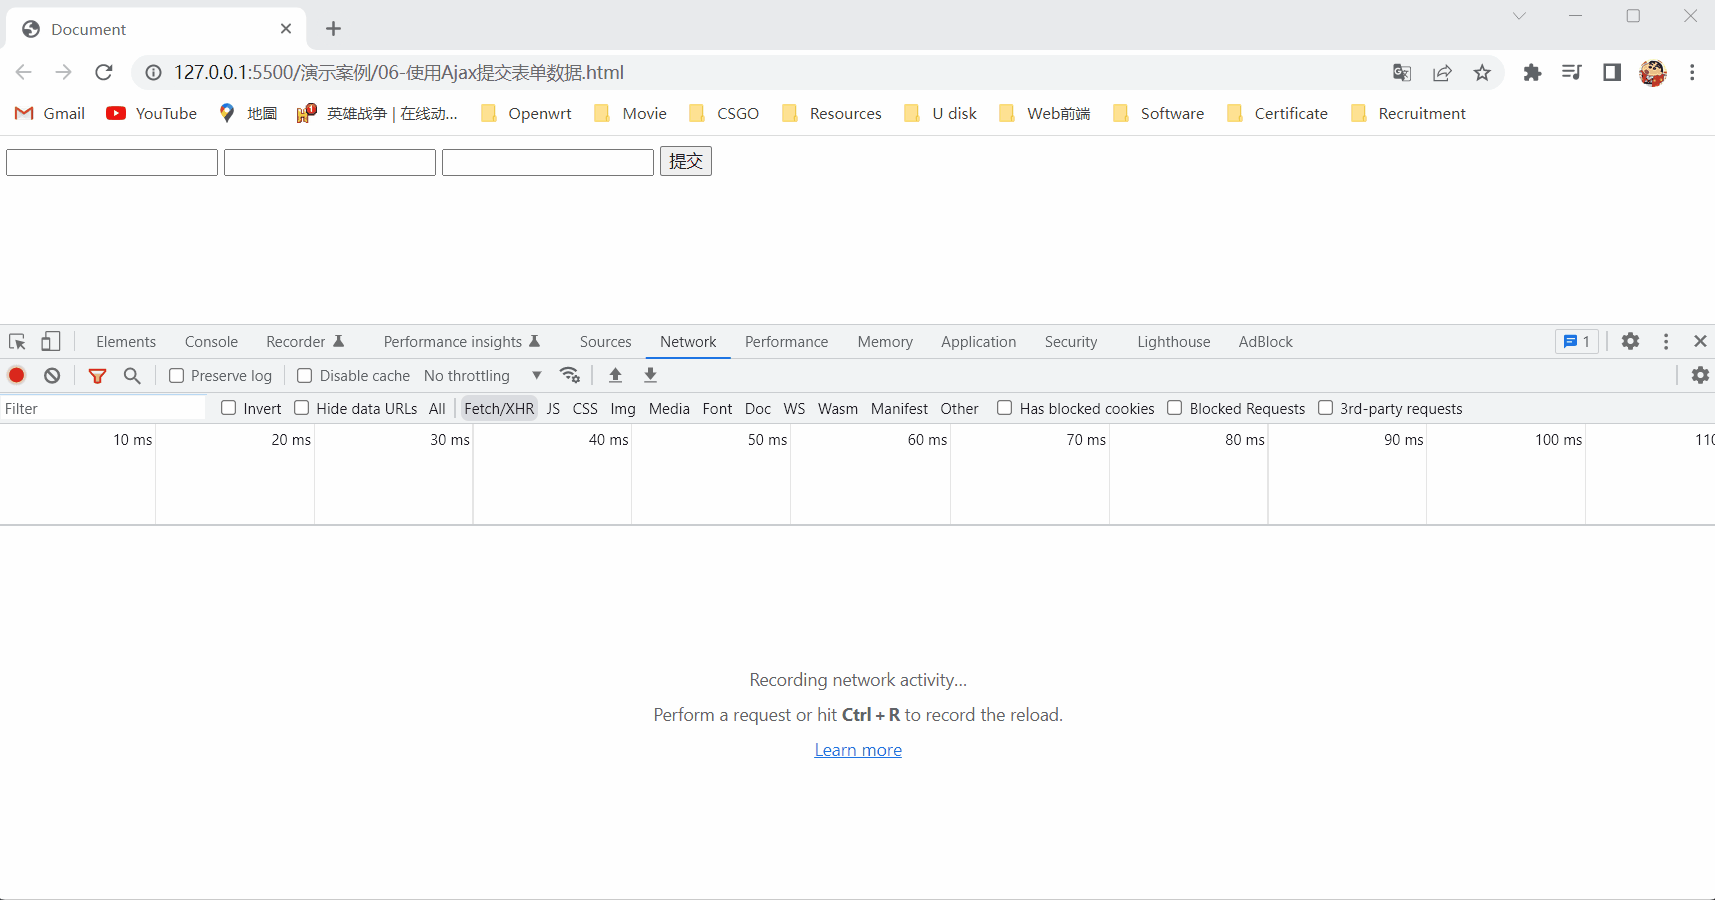 Document
127.0.0.1:5500/演示案例/06-使用Ajax提交表单数据.html
Gmail YouTube 地圖 英雄战争 | 在线动... Openwrt Movie CSGO Resources U disk Web前端 Software Certificate Recruitment
提交
Elements Console Recorder Performance insights Sources Network Performance Memory Application Security Lighthouse AdBlock 1
Preserve log Disable cache No throttling
Filter Invert Hide data URLs All Fetch/XHR JS CSS Img Media Font Doc WS Wasm Manifest Other Has blocked cookies Blocked Requests 3rd-party requests
10 ms 20 ms 30 ms 40 ms 50 ms 60 ms 70 ms 80 ms 90 ms 100 ms 110
Recording network activity...
Perform a request or hit Ctrl + R to record the reload.
Learn more